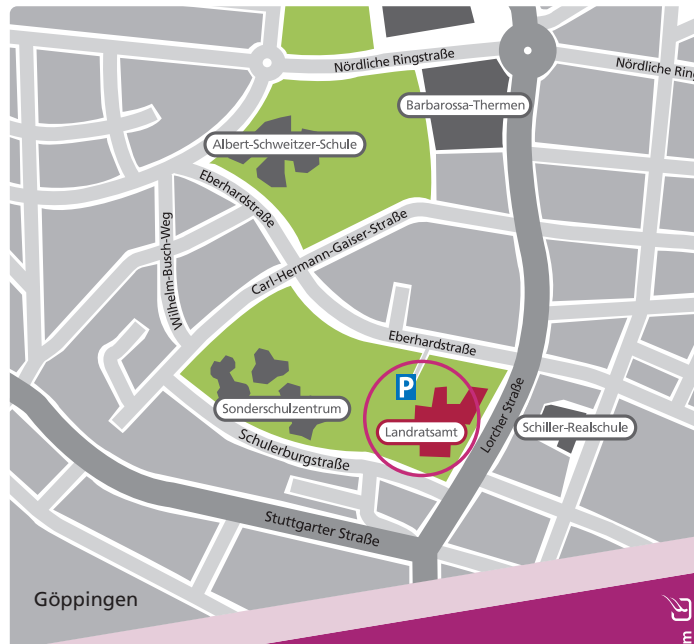 Nördliche Ringstraße
Nördliche Ring
Barbarossa-Thermen
Albert-Schweitzer-Schule
Eberhardstraße
Wilhelm-Busch-Weg
Carl-Hermann-Gaiser-Straße
Eberhardstraße
P
Sonderschulzentrum
Landratsamt
Lorcher Straße
Schiller-Realschule
Schulerburgstraße
Stuttgarter Straße
Göppingen
m